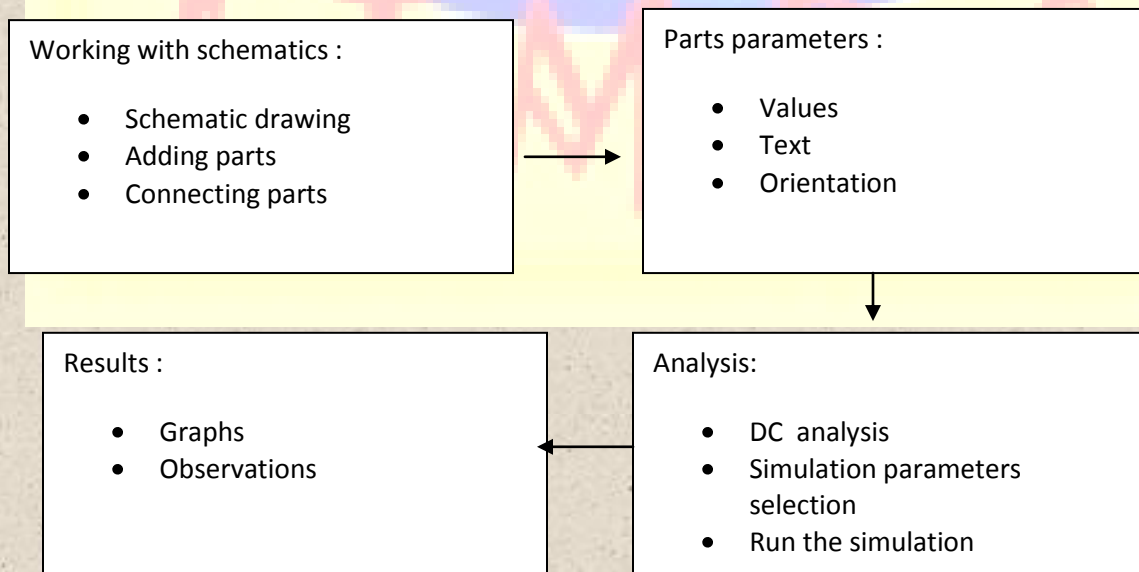 Working with schematics :
• Schematic drawing
• Adding parts
• Connecting parts
Parts parameters :
• Values
• Text
• Orientation
Analysis:
• DC analysis
• Simulation parameters
selection
• Run the simulation
Results :
• Graphs
• Observations